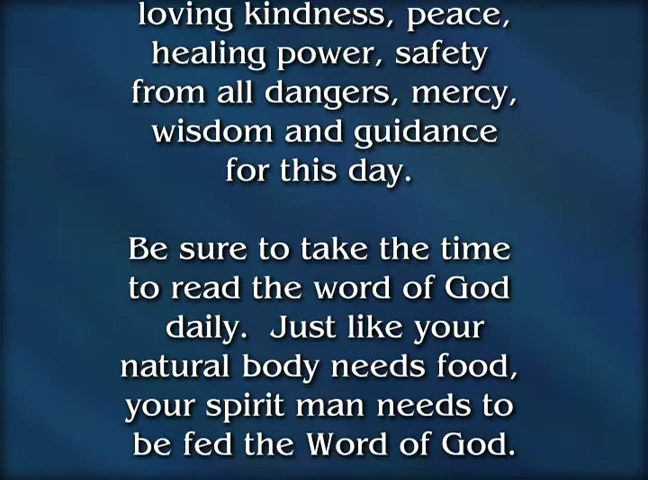 loving kindness, peace,
healing power, safety
from all dangers, mercy,
wisdom and guidance
for this day.
Be sure to take the time
to read the word of God
daily.  Just like your
natural body needs food,
your spirit man needs to
be fed the Word of God.